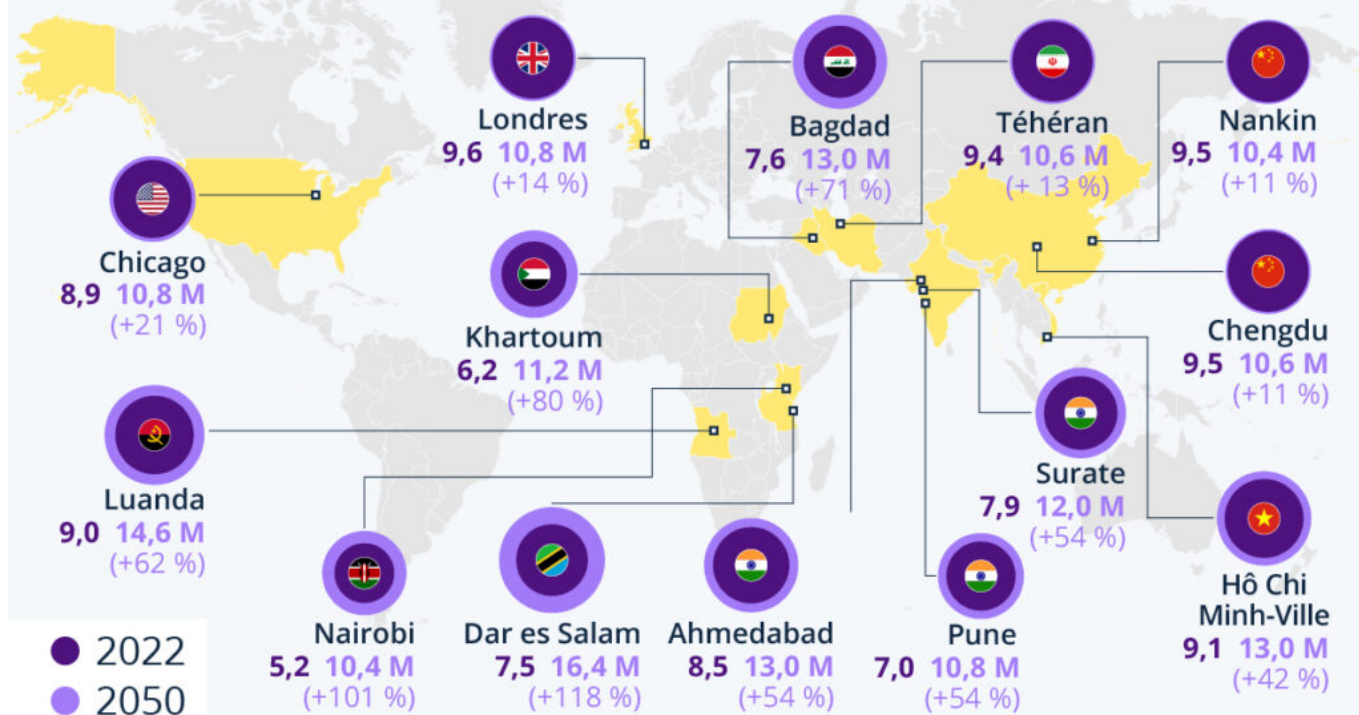 Londres
9,6 10,8 M
(+14 %)
Bagdad
7,6 13,0 M
(+71 %)
Téhéran
9,4 10,6 M
(+ 13 %)
Nankin
9,5 10,4 M
(+11 %)
Chicago
8,9 10,8 M
(+21 %)
Khartoum
6,2 11,2 M
(+80 %)
Chengdu
9,5 10,6 M
(+11 %)
Luanda
9,0 14,6 M
(+62 %)
Surate
7,9 12,0 M
(+54 %)
Nairobi
5,2 10,4 M
(+101 %)
Dar es Salam
7,5 16,4 M
(+118 %)
Ahmedabad
8,5 13,0 M
(+54 %)
Pune
7,0 10,8 M
(+54 %)
Hô Chi
Minh-Ville
9,1 13,0 M
(+42 %)
2022
2050